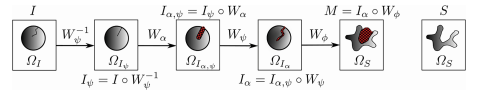 I
I_{α,ψ} = I_ψ ∘ W_α
M = I_α ∘ W_φ
S
W_ψ^{-1}
W_α
W_ψ
W_φ
Ω_I
Ω_{I_ψ}
Ω_{I_{α,ψ}}
Ω_{I_α}
Ω_S
Ω_S
I_ψ = I ∘ W_ψ^{-1}
I_α = I_{α,ψ} ∘ W_ψ